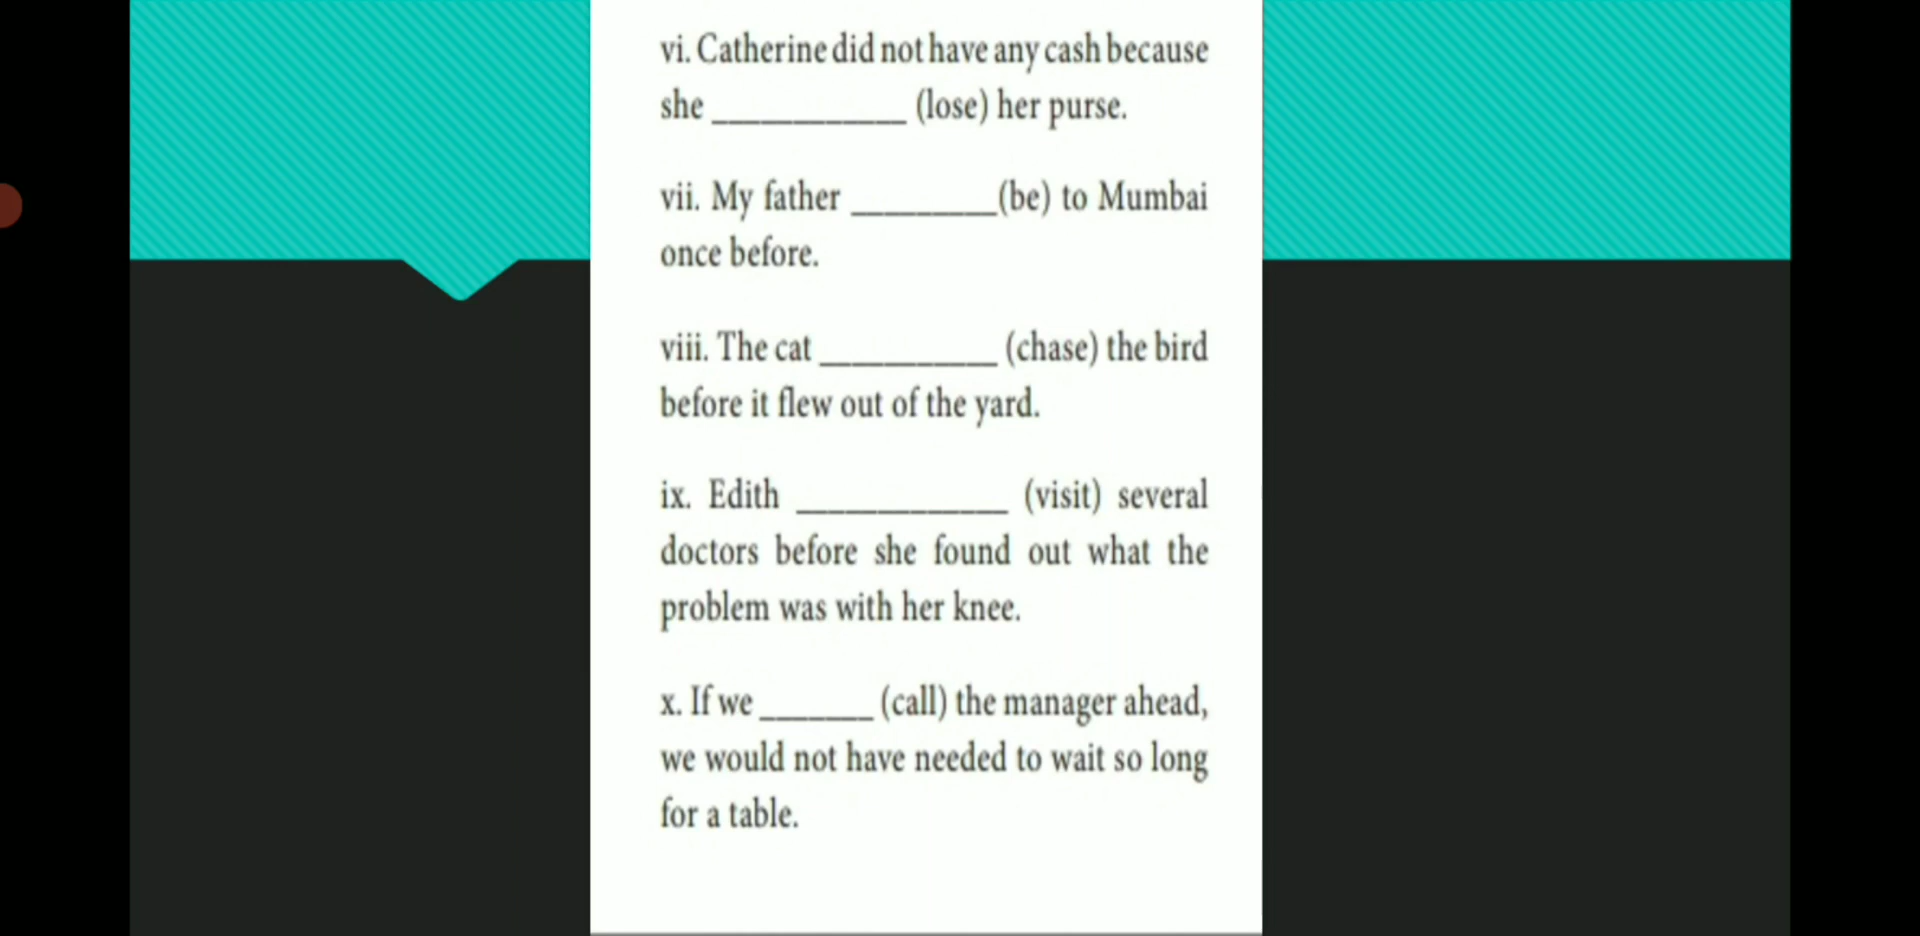 vi. Catherine did not have any cash because
she ____________ (lose) her purse.
vii. My father _________(be) to Mumbai
once before.
viii. The cat ___________ (chase) the bird
before it flew out of the yard.
ix. Edith _____________ (visit) several
doctors before she found out what the
problem was with her knee.
x. If we _______ (call) the manager ahead,
we would not have needed to wait so long
for a table.